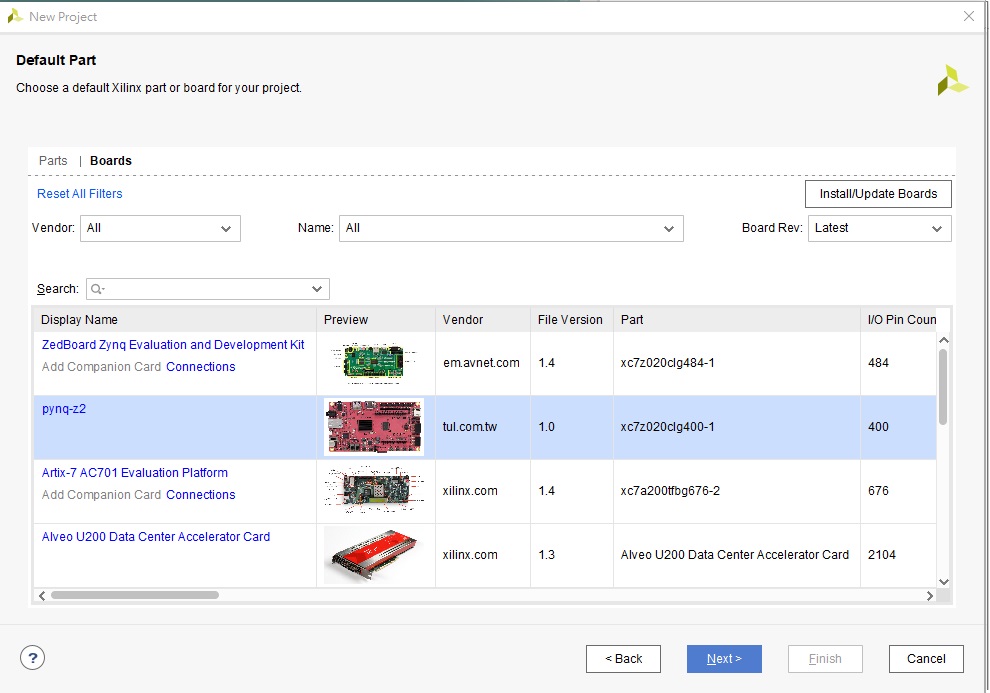 New Project
Default Part
Choose a default Xilinx part or board for your project.
Parts | Boards
Reset All Filters
Install/Update Boards
Vendor: All
Name: All
Board Rev: Latest
Search:
Display Name Preview Vendor File Version Part I/O Pin Coun
ZedBoard Zynq Evaluation and Development Kit
Add Companion Card Connections
em.avnet.com 1.4 xc7z020clg484-1 484
pynq-z2
tul.com.tw 1.0 xc7z020clg400-1 400
Artix-7 AC701 Evaluation Platform
Add Companion Card Connections
xilinx.com 1.4 xc7a200tfbg676-2 676
Alveo U200 Data Center Accelerator Card
xilinx.com 1.3 Alveo U200 Data Center Accelerator Card 2104
?
< Back
Next >
Finish
Cancel